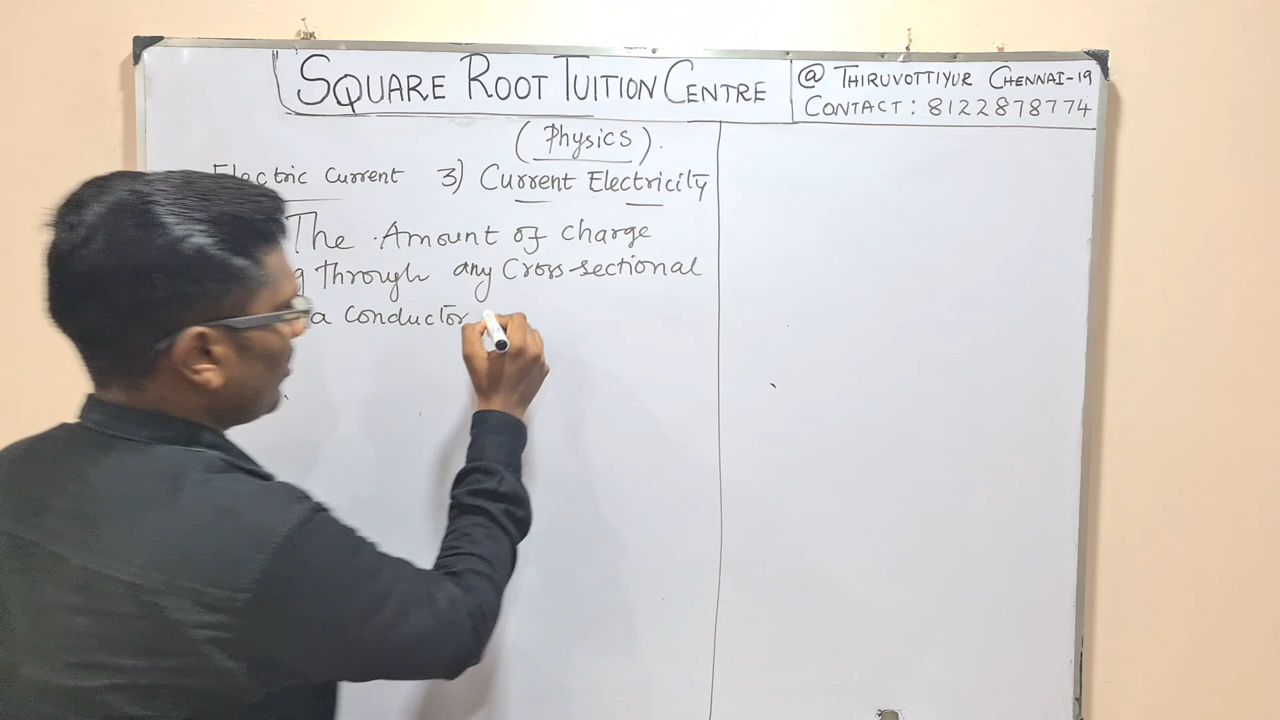 SQUARE ROOT TUITION CENTRE
@ THIRUVOTTIYUR CHENNAI-19
CONTACT : 8122878774
(Physics).
Electric Current 3) Current Electricity
The Amount of charge
through any Cross-sectional
a conductor